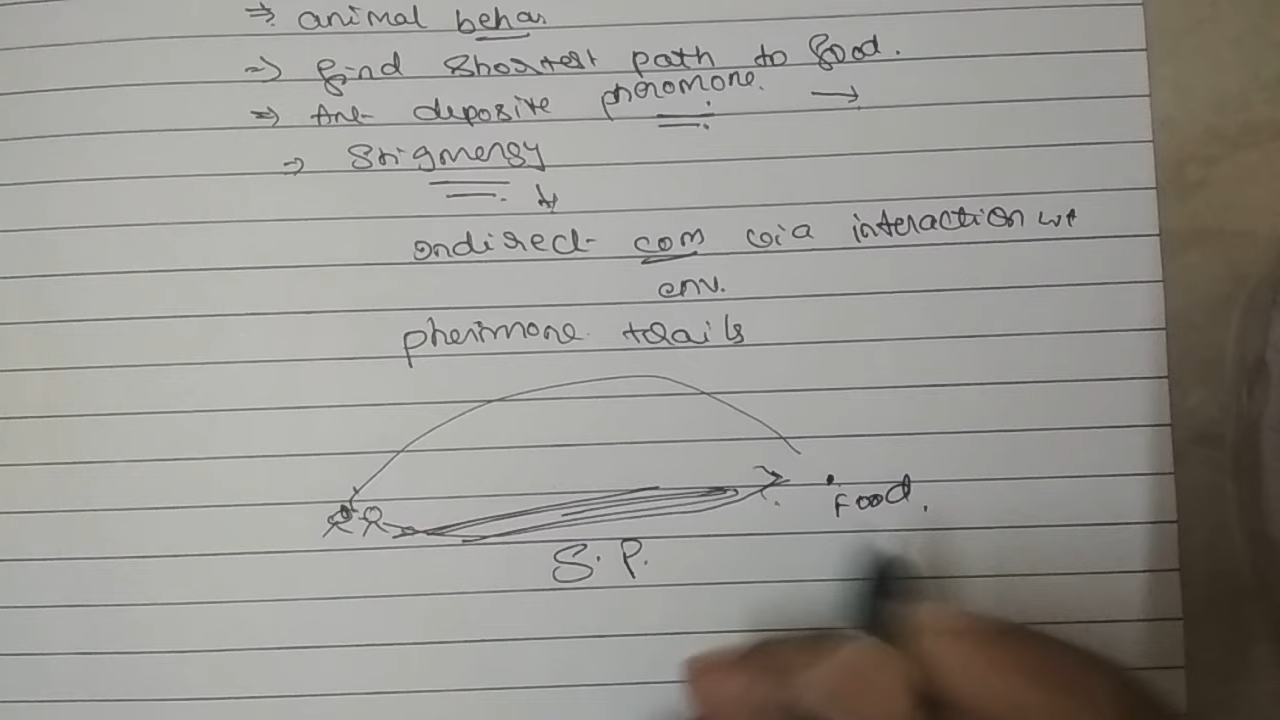 ⇒ animal behav
⇒ find shortest path to food.
⇒ Ant deposite pheromone. →
⇒ Stigmergy
indirect com via interaction wt
env.
pherimone trails
Food.
S.P.